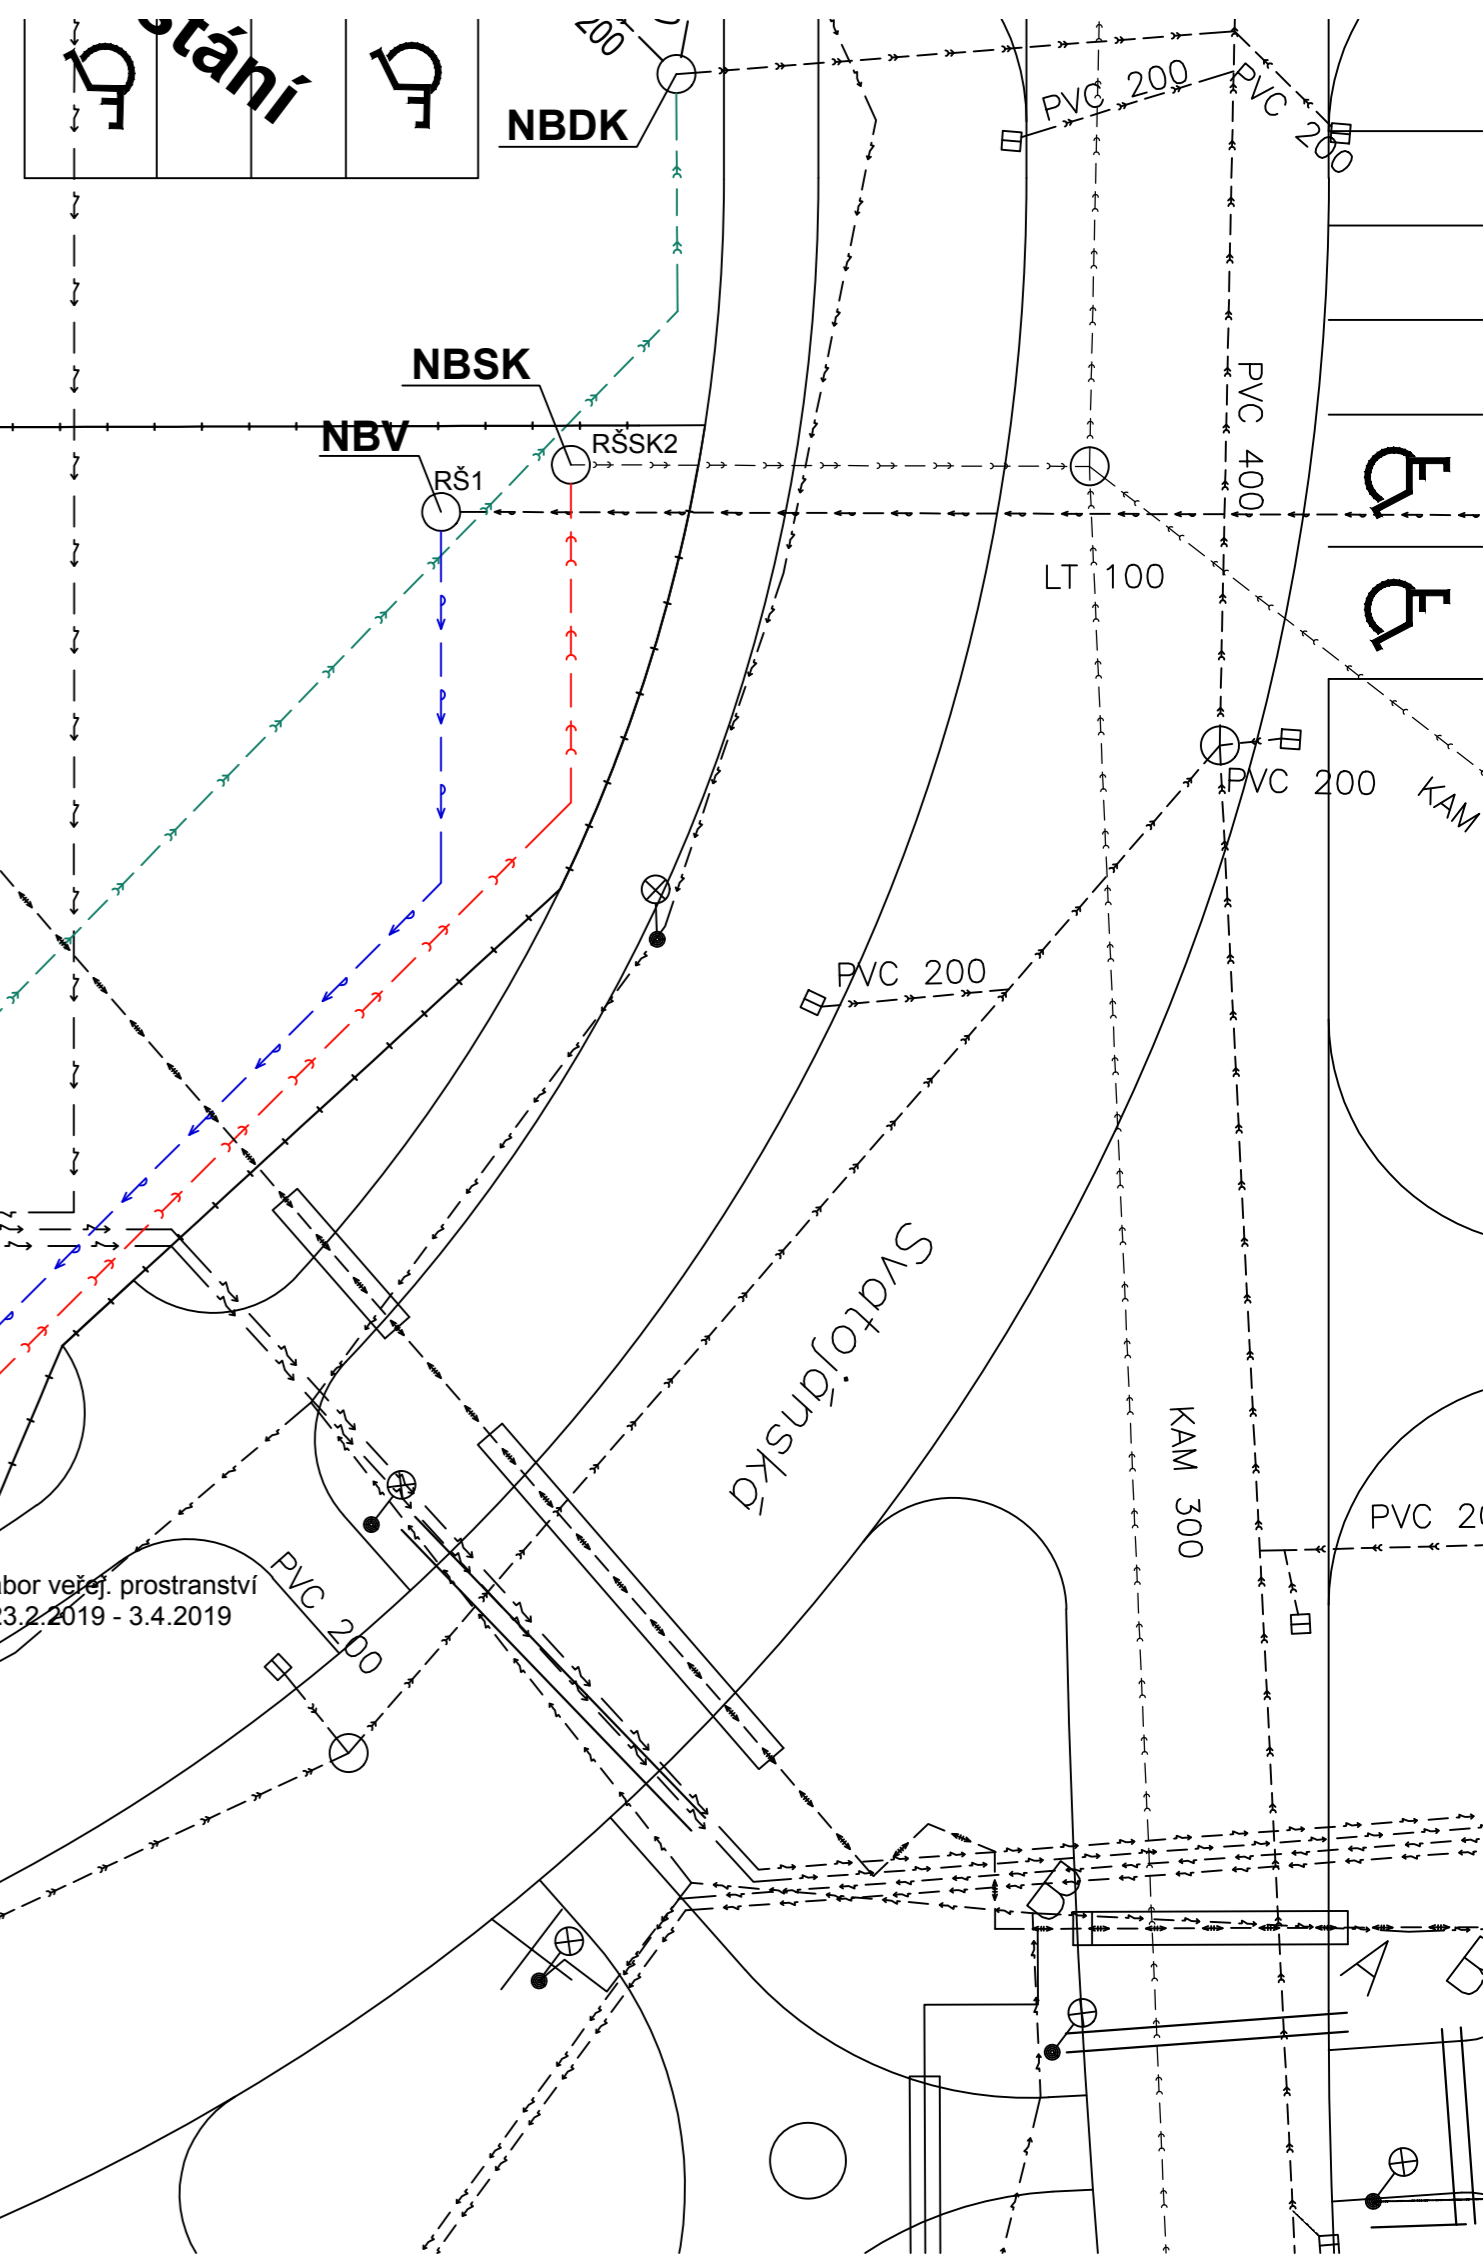 stání
200
NBDK
PVC 200
PVC 200
NBSK
NBV
RŠSK2
RŠ1
PVC 400
LT 100
PVC 200
KAM
PVC 200
Svatojánská
KAM 300
PVC 20
PVC 200
ábor veřej. prostranství
23.2.2019 - 3.4.2019
B
A
B